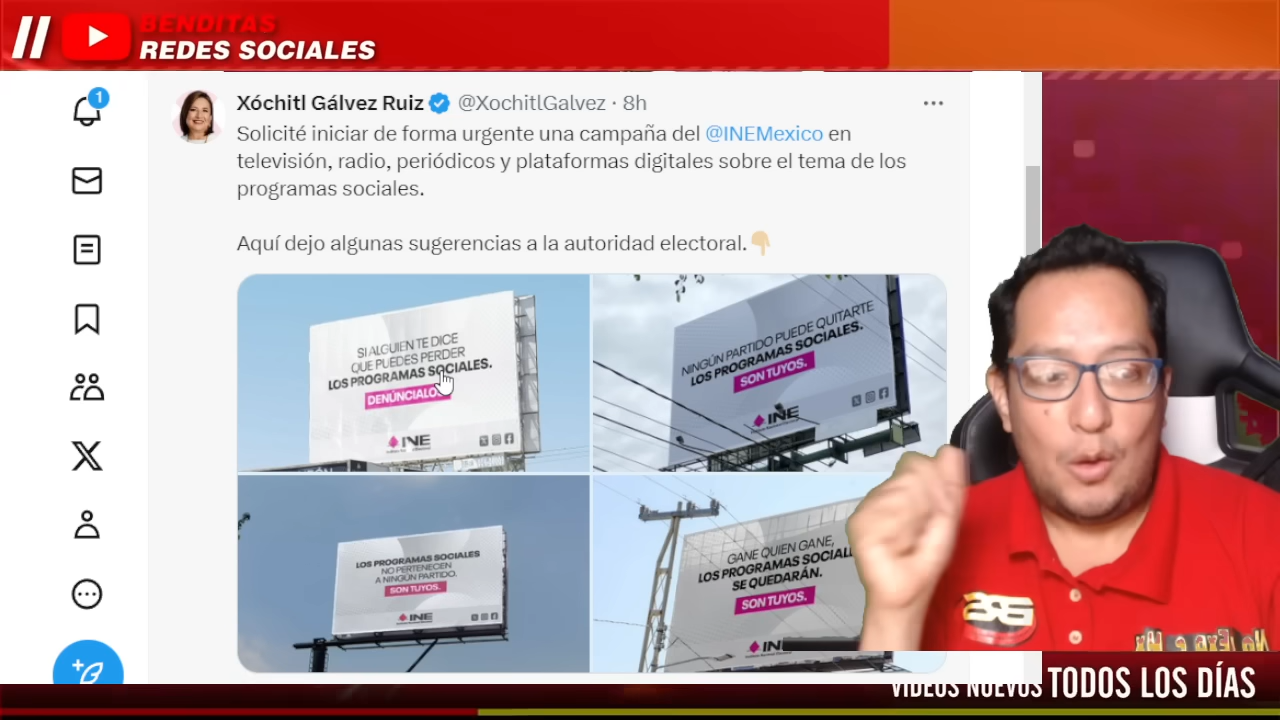 BENDITAS
REDES SOCIALES
1
Xóchitl Gálvez Ruiz @XochitlGalvez · 8h
Solicité iniciar de forma urgente una campaña del @INEMexico en
televisión, radio, periódicos y plataformas digitales sobre el tema de los
programas sociales.
Aquí dejo algunas sugerencias a la autoridad electoral.
SI ALGUIEN TE DICE
QUE PUEDES PERDER
LOS PROGRAMAS SOCIALES.
DENÚNCIALO.
INE
NINGÚN PARTIDO PUEDE QUITARTE
LOS PROGRAMAS SOCIALES.
SON TUYOS.
INE
LOS PROGRAMAS SOCIALES
NO PERTENECEN
A NINGÚN PARTIDO.
SON TUYOS.
INE
GANE QUIEN GANE,
LOS PROGRAMAS SOCIAL
SE QUEDARÁN.
SON TUYOS.
IN
VIDEOS NUEVOS TODOS LOS DÍAS